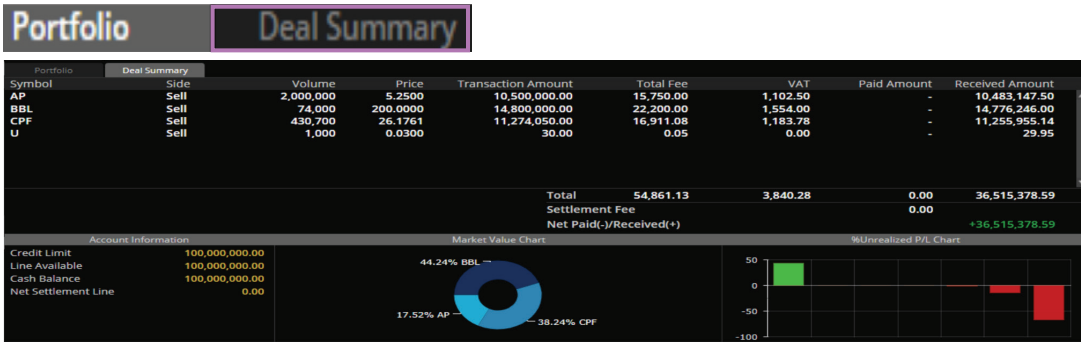 Portfolio Deal Summary
Portfolio Deal Summary
Symbol Side Volume Price Transaction Amount Total Fee VAT Paid Amount Received Amount
AP Sell 2,000,000 5.2500 10,500,000.00 15,750.00 1,102.50 - 10,483,147.50
BBL Sell 74,000 200.0000 14,800,000.00 22,200.00 1,554.00 - 14,776,246.00
CPF Sell 430,700 26.1761 11,274,050.00 16,911.08 1,183.78 - 11,255,955.14
U Sell 1,000 0.0300 30.00 0.05 0.00 - 29.95
Total 54,861.13 3,840.28 0.00 36,515,378.59
Settlement Fee 0.00
Net Paid(-)/Received(+) +36,515,378.59
Account Information Market Value Chart %Unrealized P/L Chart
Credit Limit 100,000,000.00
Line Available 100,000,000.00
Cash Balance 100,000,000.00
Net Settlement Line 0.00
44.24% BBL
17.52% AP
38.24% CPF
50
0
-50
-100